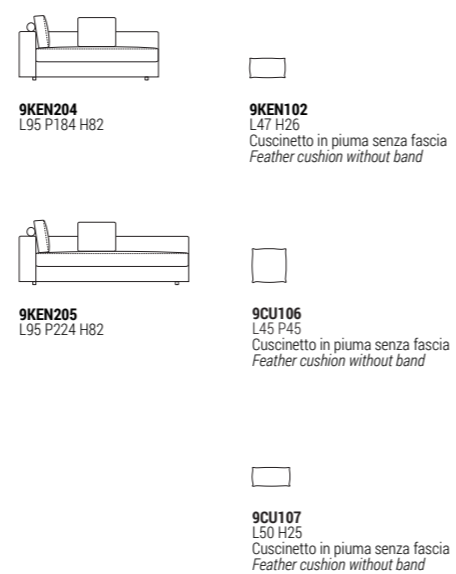 9KEN204
L95 P184 H82
9KEN102
L47 H26
Cuscinetto in piuma senza fascia
Feather cushion without band
9KEN205
L95 P224 H82
9CU106
L45 P45
Cuscinetto in piuma senza fascia
Feather cushion without band
9CU107
L50 H25
Cuscinetto in piuma senza fascia
Feather cushion without band